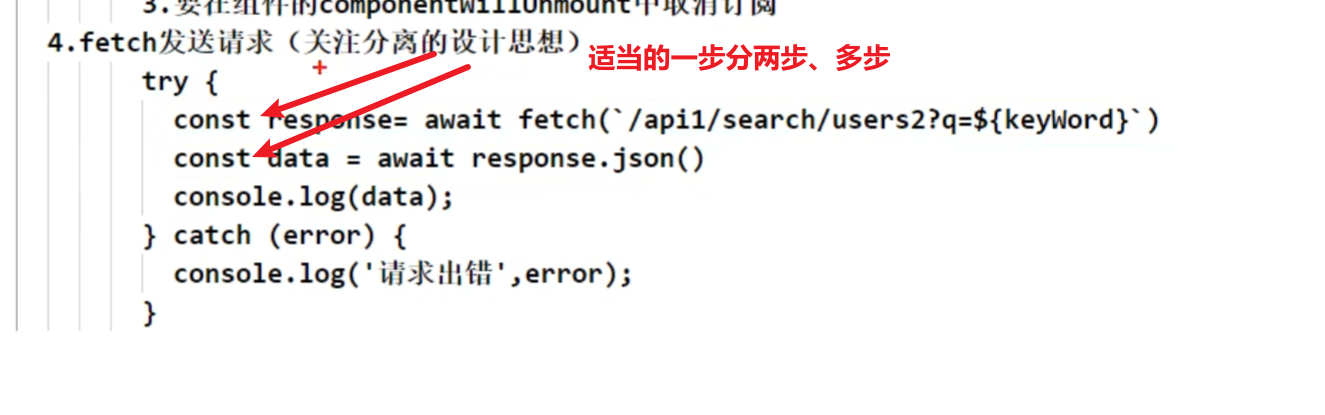 3.要在组件的componentWillUnmount中取消订阅
4.fetch发送请求（关注分离的设计思想）
适当的一步分两步、多步
try {
const response= await fetch(`/api1/search/users2?q=${keyWord}`)
const data = await response.json()
console.log(data);
} catch (error) {
console.log('请求出错',error);
}